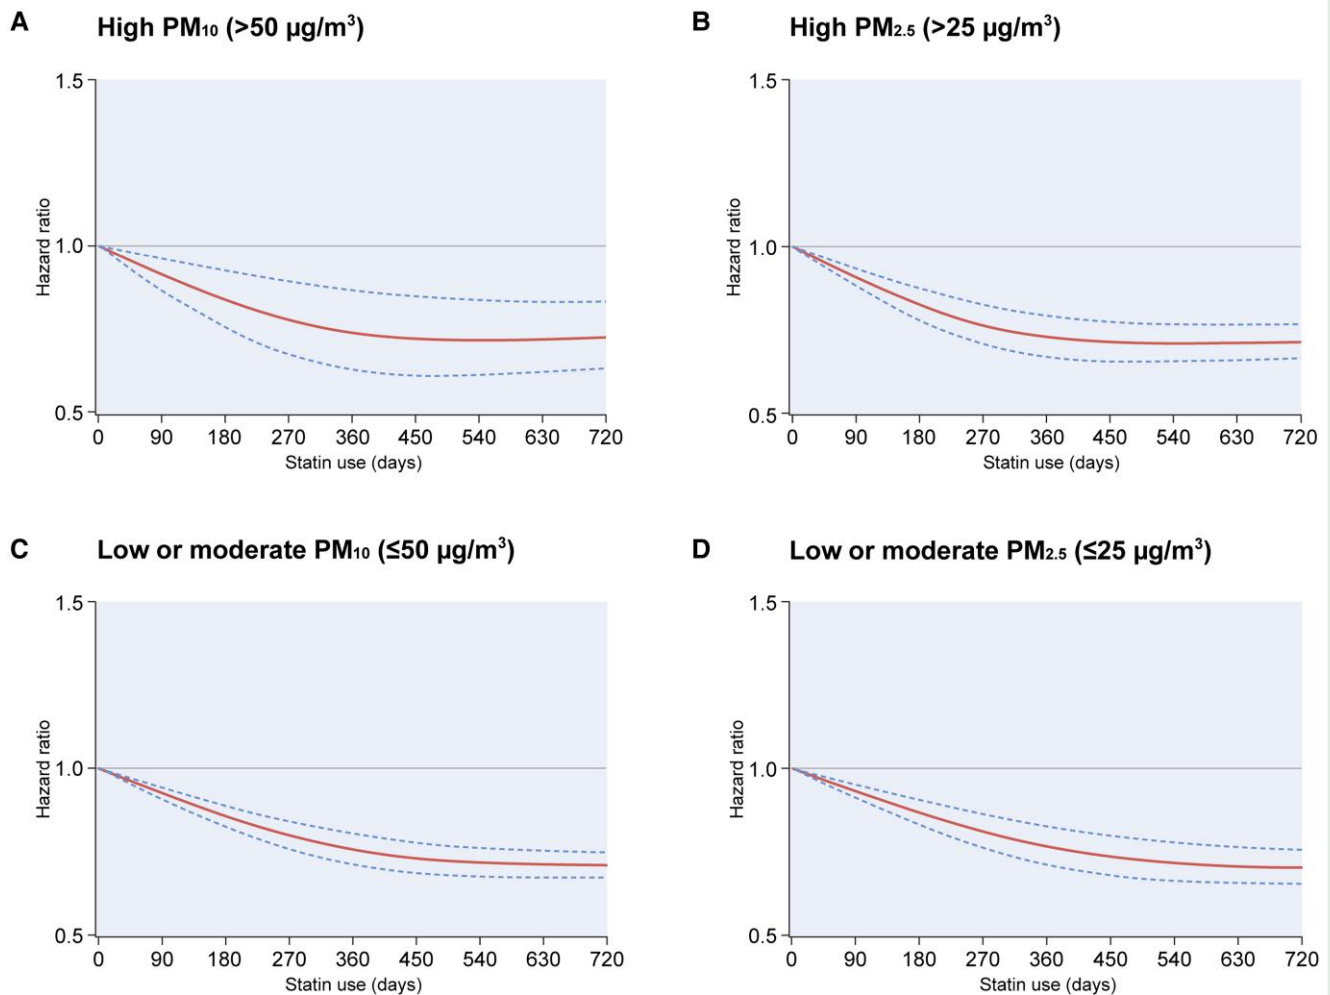 A High PM₁₀ (>50 µg/m³)
1.5
1.0
0.5
Hazard ratio
0 90 180 270 360 450 540 630 720
Statin use (days)
B High PM₂.₅ (>25 µg/m³)
1.5
1.0
0.5
Hazard ratio
0 90 180 270 360 450 540 630 720
Statin use (days)
C Low or moderate PM₁₀ (≤50 µg/m³)
1.5
1.0
0.5
Hazard ratio
0 90 180 270 360 450 540 630 720
Statin use (days)
D Low or moderate PM₂.₅ (≤25 µg/m³)
1.5
1.0
0.5
Hazard ratio
0 90 180 270 360 450 540 630 720
Statin use (days)